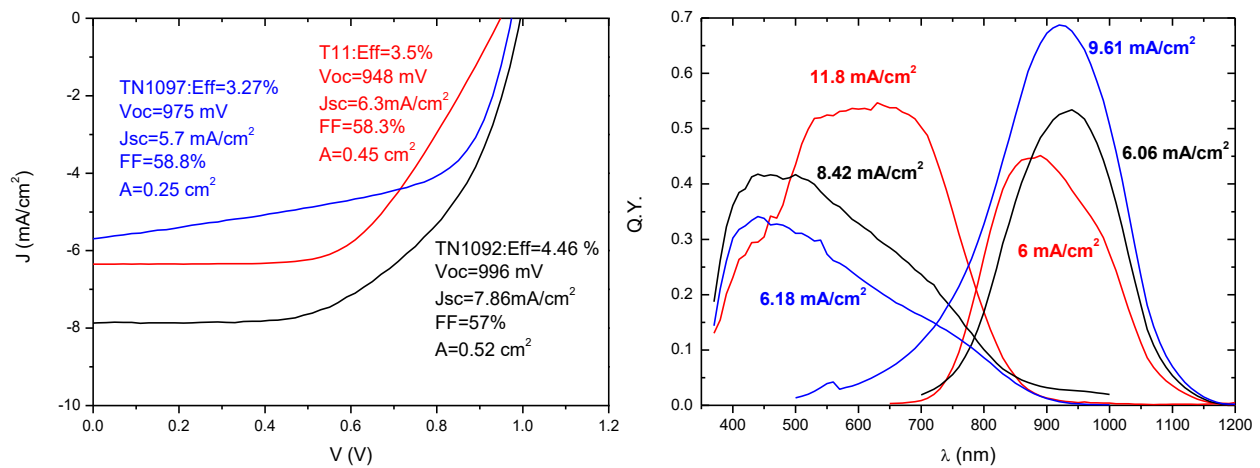 0
-2
-4
-6
-8
-10
J (mA/cm²)
0.0 0.2 0.4 0.6 0.8 1.0 1.2
V (V)
T11:Eff=3.5%
Voc=948 mV
Jsc=6.3mA/cm²
FF=58.3%
A=0.45 cm²
TN1097:Eff=3.27%
Voc=975 mV
Jsc=5.7 mA/cm²
FF=58.8%
A=0.25 cm²
TN1092:Eff=4.46 %
Voc=996 mV
Jsc=7.86mA/cm²
FF=57%
A=0.52 cm²
0.7
0.6
0.5
0.4
0.3
0.2
0.1
0.0
Q.Y.
400 500 600 700 800 900 1000 1100 1200
λ (nm)
9.61 mA/cm²
11.8 mA/cm²
6.06 mA/cm²
8.42 mA/cm²
6 mA/cm²
6.18 mA/cm²